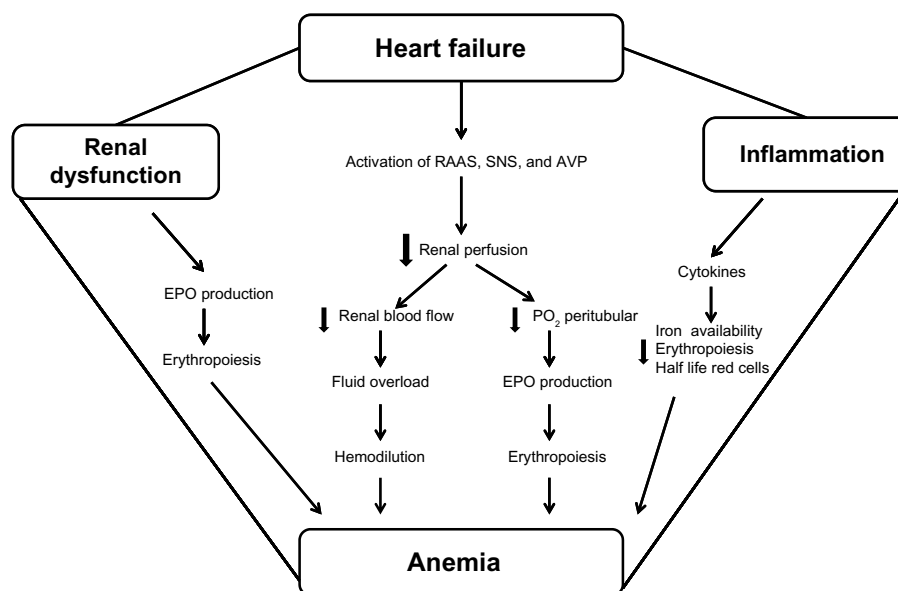 Heart failure
Renal
dysfunction
Inflammation
Activation of RAAS, SNS, and AVP
Renal perfusion
Cytokines
EPO production
Renal blood flow
PO2 peritubular
Iron availability
Erythropoiesis
Half life red cells
Erythropoiesis
Fluid overload
EPO production
Hemodilution
Erythropoiesis
Anemia